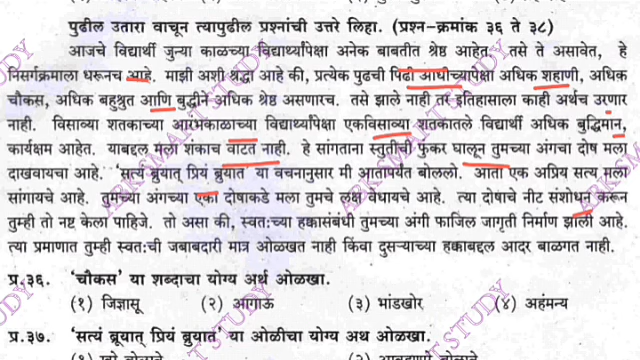 पुढील उतारा वाचून त्यापुढील प्रश्नांची उत्तरे लिहा. (प्रश्न-क्रमांक ३६ ते ३८)
आजचे विद्यार्थी जुन्या काळच्या विद्यार्थ्यांपेक्षा अनेक बाबतीत श्रेष्ठ आहेत. तसे ते असावेत, हे
निसर्गक्रमाला धरूनच आहे. माझी अशी श्रद्धा आहे की, प्रत्येक पुढची पिढी आधीच्यापेक्षा अधिक शहाणी, अधिक
चौकस, अधिक बहुश्रुत आणि बुद्धीने अधिक श्रेष्ठ असणारच. तसे झाले नाही तर इतिहासाला काही अर्थच उरणार
नाही. विसाव्या शतकाच्या आरंभकाळाच्या विद्यार्थ्यांपेक्षा एकविसाव्या शतकातले विद्यार्थी अधिक बुद्धिमान,
कार्यक्षम आहेत. याबद्दल मला शंकाच वाटत नाही. हे सांगताना स्तुतीची फुंकर घालून तुमच्या अंगचा दोष मला
दाखवायचा आहे. 'सत्यं ब्रूयात् प्रियं ब्रुयात' या वचनानुसार मी आतापर्यंत बोललो. आता एक अप्रिय सत्य मला
सांगायचे आहे. तुमच्या अंगच्या एका दोषाकडे मला तुमचे लक्ष वेधायचे आहे. त्या दोषाचे नीट संशोधन करून
तुम्ही तो नष्ट केला पाहिजे. तो असा की, स्वतःच्या हक्कासंबंधी तुमच्या अंगी फाजिल जागृती निर्माण झाली आहे.
त्या प्रमाणात तुम्ही स्वतःची जबाबदारी मात्र ओळखत नाही किंवा दुसऱ्याच्या हक्काबद्दल आदर बाळगत नाही.
प्र.३६. 'चौकस' या शब्दाचा योग्य अर्थ ओळखा.
(१) जिज्ञासू (२) आगाऊ (३) भांडखोर (४) अहंमन्य
प्र.३७. 'सत्यं ब्रूयात् प्रियं ब्रुयात' या ओळीचा योग्य अथ ओळखा.
ABKSMART STUDY